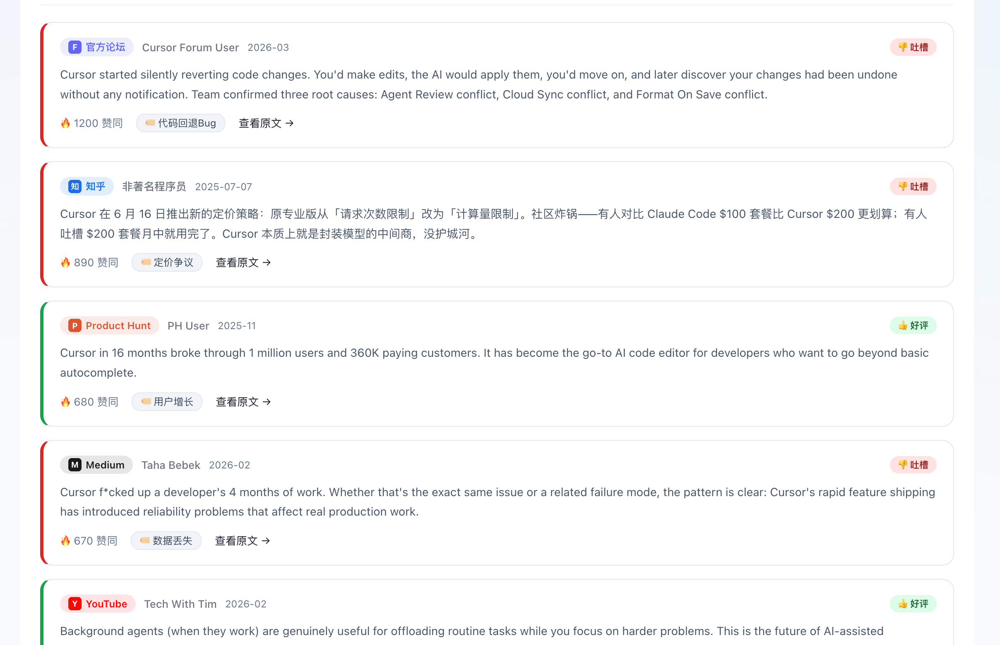 F 官方论坛 Cursor Forum User 2026-03 👎 吐槽
Cursor started silently reverting code changes. You'd make edits, the AI would apply them, you'd move on, and later discover your changes had been undone
without any notification. Team confirmed three root causes: Agent Review conflict, Cloud Sync conflict, and Format On Save conflict.
🔥 1200 赞同 🏷️ 代码回退Bug 查看原文 →
知 知乎 非著名程序员 2025-07-07 👎 吐槽
Cursor 在 6 月 16 日推出新的定价策略：原专业版从「请求次数限制」改为「计算量限制」。社区炸锅——有人对比 Claude Code $100 套餐比 Cursor $200 更划算；有人
吐槽 $200 套餐月中就用完了。Cursor 本质上就是封装模型的中间商，没护城河。
🔥 890 赞同 🏷️ 定价争议 查看原文 →
P Product Hunt PH User 2025-11 👍 好评
Cursor in 16 months broke through 1 million users and 360K paying customers. It has become the go-to AI code editor for developers who want to go beyond basic
autocomplete.
🔥 680 赞同 🏷️ 用户增长 查看原文 →
M Medium Taha Bebek 2026-02 👎 吐槽
Cursor f*cked up a developer's 4 months of work. Whether that's the exact same issue or a related failure mode, the pattern is clear: Cursor's rapid feature shipping
has introduced reliability problems that affect real production work.
🔥 670 赞同 🏷️ 数据丢失 查看原文 →
Y YouTube Tech With Tim 2026-02 👍 好评
Background agents (when they work) are genuinely useful for offloading routine tasks while you focus on harder problems. This is the future of AI-assisted